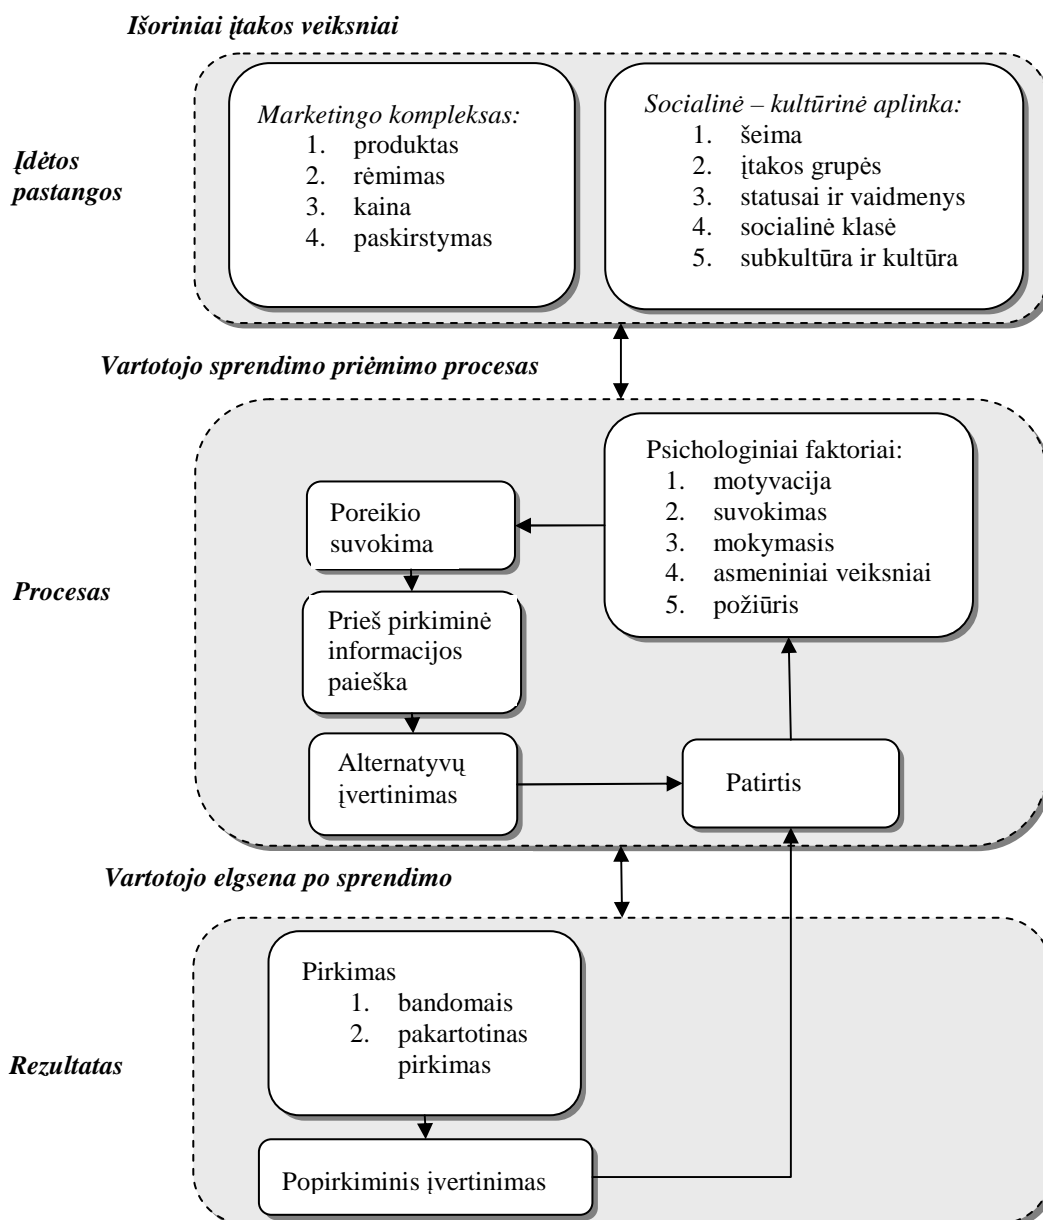 Išoriniai įtakos veiksniai
Įdėtos
pastangos
Marketingo kompleksas:
1. produktas
2. rėmimas
3. kaina
4. paskirstymas
Socialinė – kultūrinė aplinka:
1. šeima
2. įtakos grupės
3. statusai ir vaidmenys
4. socialinė klasė
5. subkultūra ir kultūra
Vartotojo sprendimo priėmimo procesas
Procesas
Poreikio
suvokima
Prieš pirkiminė
informacijos
paieška
Alternatyvų
įvertinimas
Psichologiniai faktoriai:
1. motyvacija
2. suvokimas
3. mokymasis
4. asmeniniai veiksniai
5. požiūris
Patirtis
Vartotojo elgsena po sprendimo
Rezultatas
Pirkimas
1. bandomais
2. pakartotinas
pirkimas
Popirkiminis įvertinimas